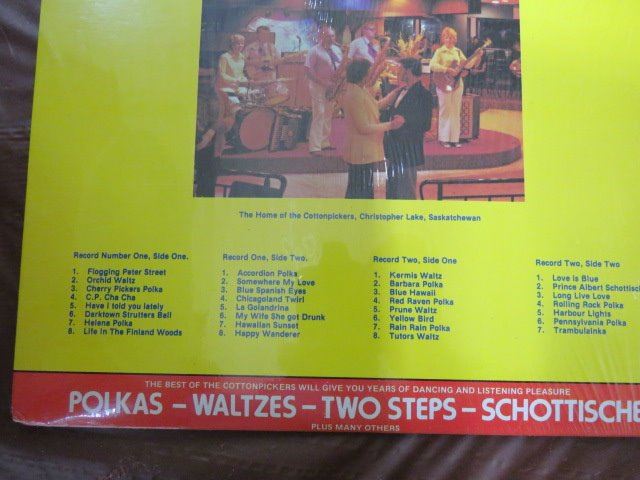 The Home of the Cottonpickers, Christopher Lake, Saskatchewan
Record Number One, Side One.
1. Flogging Pater Street
2. Orchid Waltz
3. Cherry Pickers Polka
4. C.P. Cha Cha
5. Have i told you lately
6. Darktown Strutters Ball
7. Helena Polka
8. Life In The Finland Woods
Record One, Side Two.
1. Accordion Polka
2. Somewhere My Love
3. Blue Spanish Eyes
4. Chicagoland Twirl
5. La Golandrina
6. My Wife She got Drunk
7. Hawaiian Sunset
8. Happy Wanderer
Record Two, Side One
1. Kermis Waltz
2. Barbara Polka
3. Blue Hawaii
4. Red Raven Polka
5. Prune Waltz
6. Yellow Bird
7. Rain Rain Polka
8. Tutors Waltz
Record Two, Side Two
1. Love is Blue
2. Prince Albert Schottisch
3. Long Live Love
4. Rolling Rock Polka
5. Harbour Lights
6. Pennsylvania Polka
7. Trambulainka
THE BEST OF THE COTTONPICKERS WILL GIVE YOU YEARS OF DANCING AND LISTENING PLEASURE
POLKAS - WALTZES - TWO STEPS - SCHOTTISCHE
PLUS MANY OTHERS